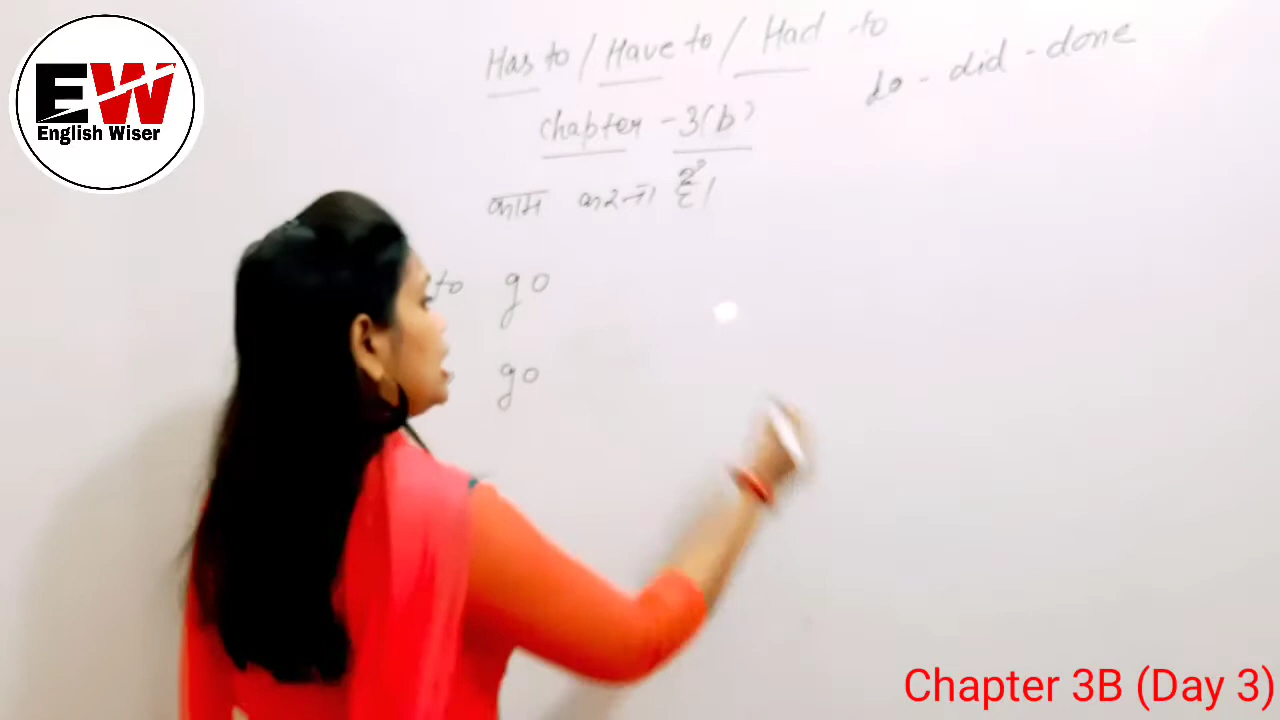 EW
English Wiser
Has to / Have to / Had to
do - did - done
chapter - 3(b)
काम करना है।
to go
go
Chapter 3B (Day 3)